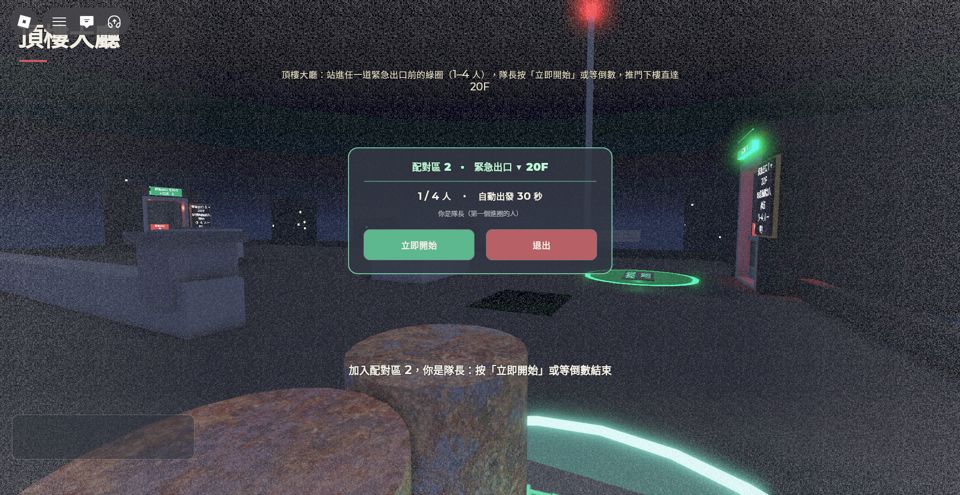 頂樓大廳
頂樓大廳：站進任一道緊急出口前的綠圈（1–4 人），隊長按「立即開始」或等倒數，推門下樓直達
20F
配對區 2 • 緊急出口 ▼ 20F
1 / 4 人 • 自動出發 30 秒
你是隊長（第一個進圈的人）
立即開始
退出
加入配對區 2，你是隊長：按「立即開始」或等倒數結束